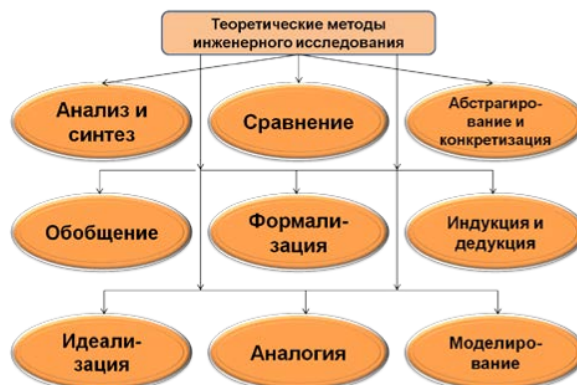 Теоретические методы
инженерного исследования
Анализ и
синтез
Сравнение
Абстрагиро-
вание и
конкретизация
Обобщение
Формали-
зация
Индукция и
дедукция
Идеали-
зация
Аналогия
Моделиро-
вание